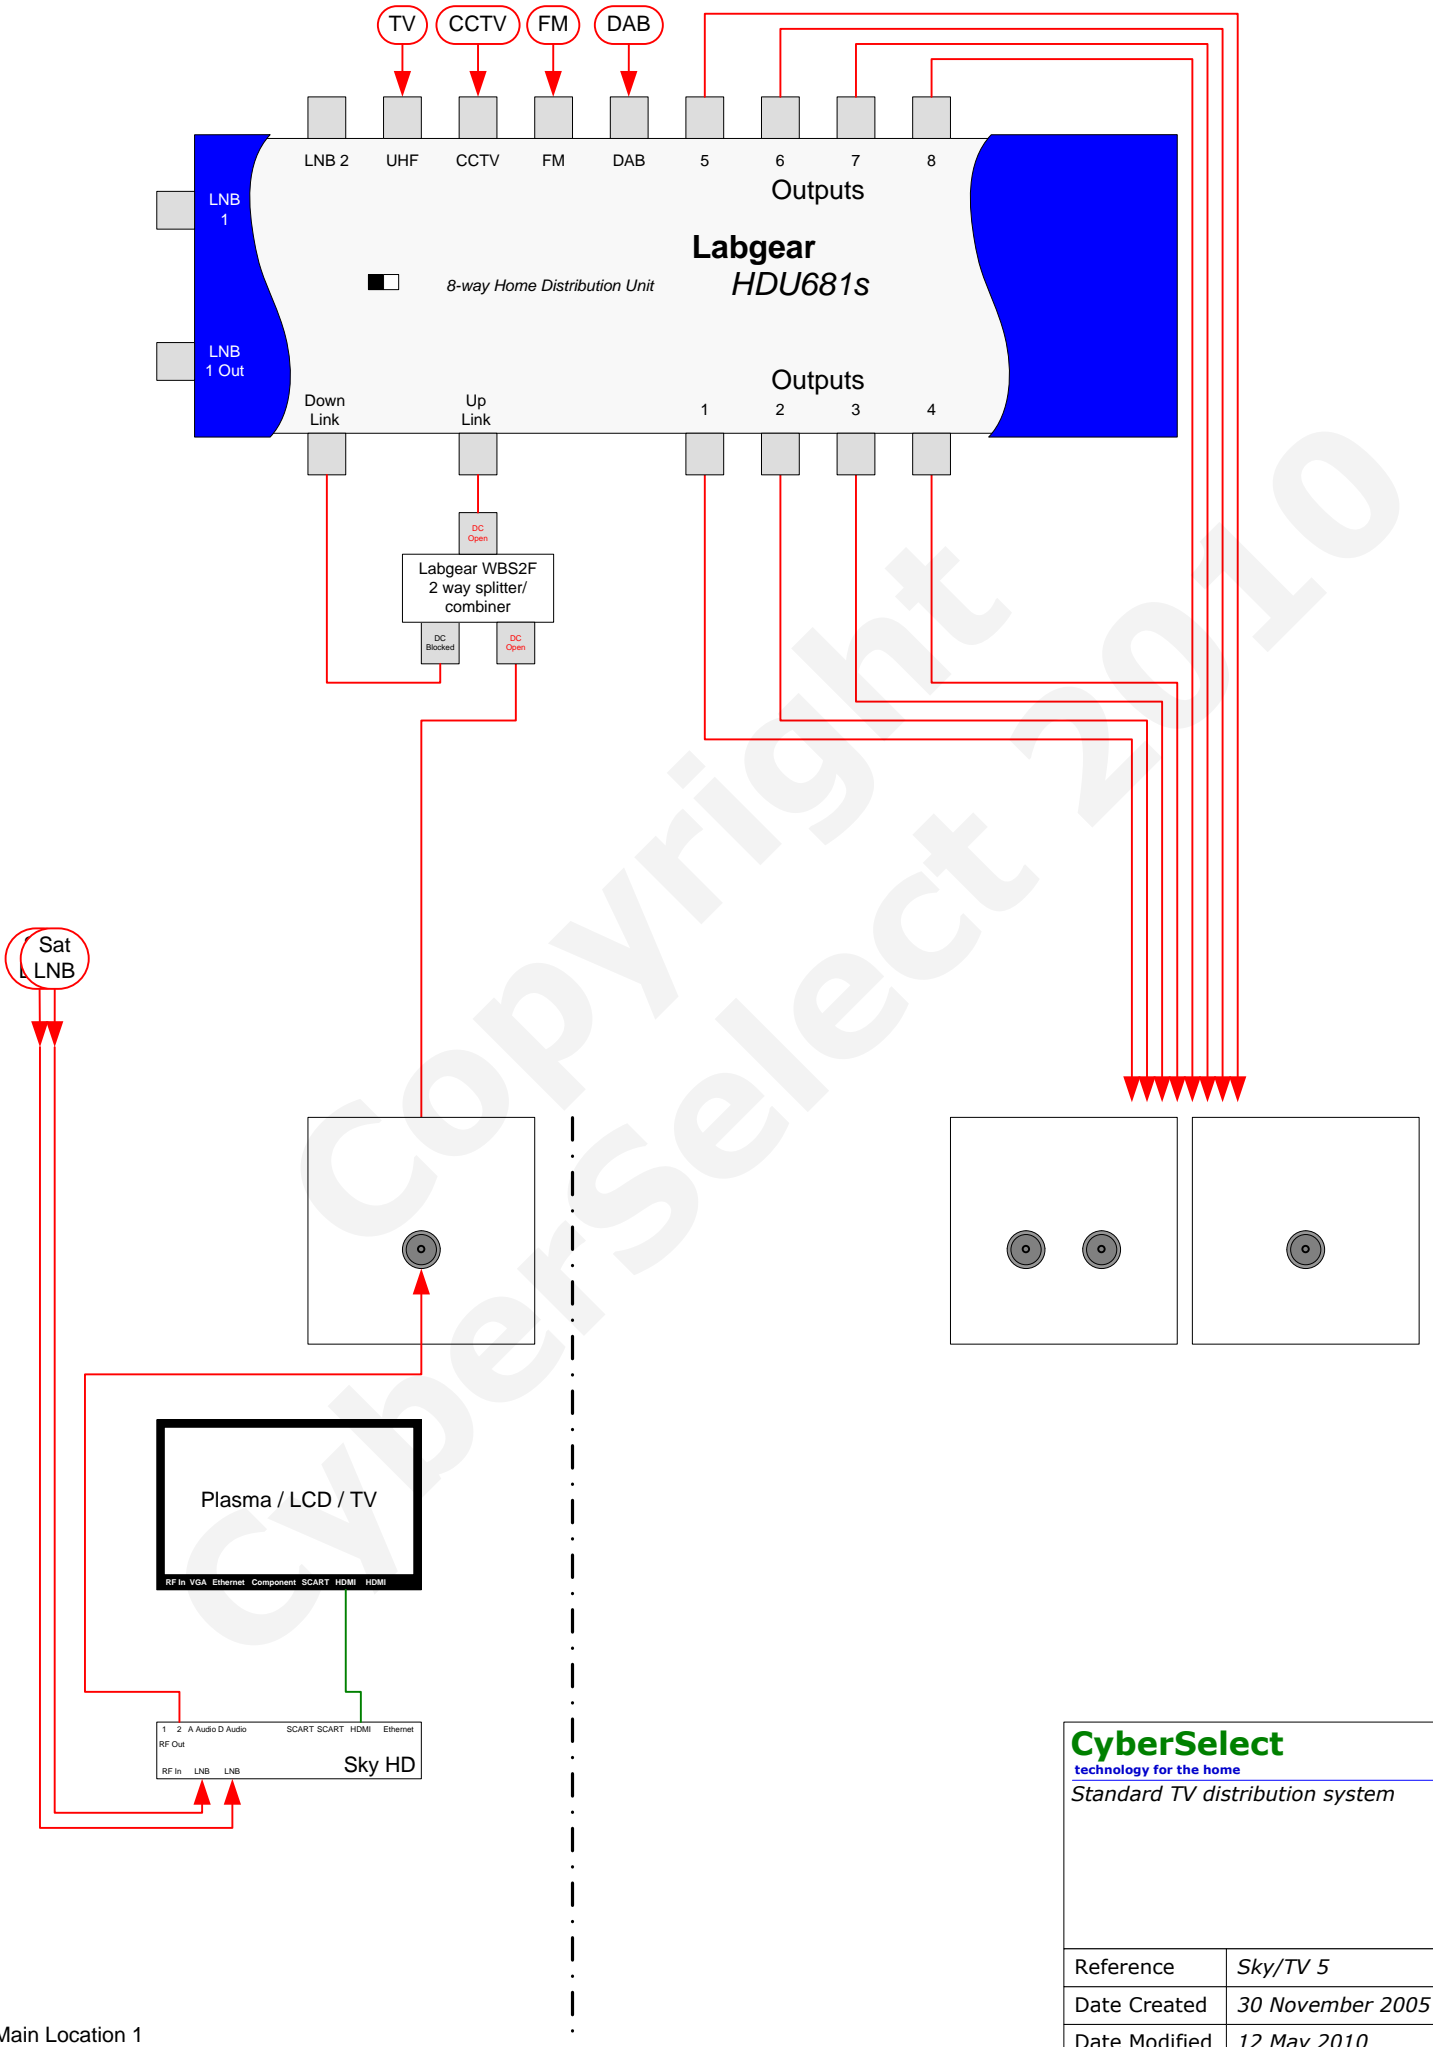 TV CCTV FM DAB
LNB 2 UHF CCTV FM DAB 5 6 7 8
Outputs
LNB
1
Labgear
8-way Home Distribution Unit HDU681s
LNB
1 Out
Outputs
Down
Link
Up
Link
1 2 3 4
DC
Open
Labgear WBS2F
2 way splitter/
combiner
DC
Blocked
DC
Open
Copyright
CyberSelect 2010
Sat
LNB
Plasma / LCD / TV
RF In VGA Ethernet Component SCART HDMI HDMI
1 2 A Audio D Audio SCART SCART HDMI Ethernet
RF Out
Sky HD
RF In LNB LNB
CyberSelect
technology for the home
Standard TV distribution system
Reference Sky/TV 5
Date Created 30 November 2005
Date Modified 12 May 2010
Main Location 1